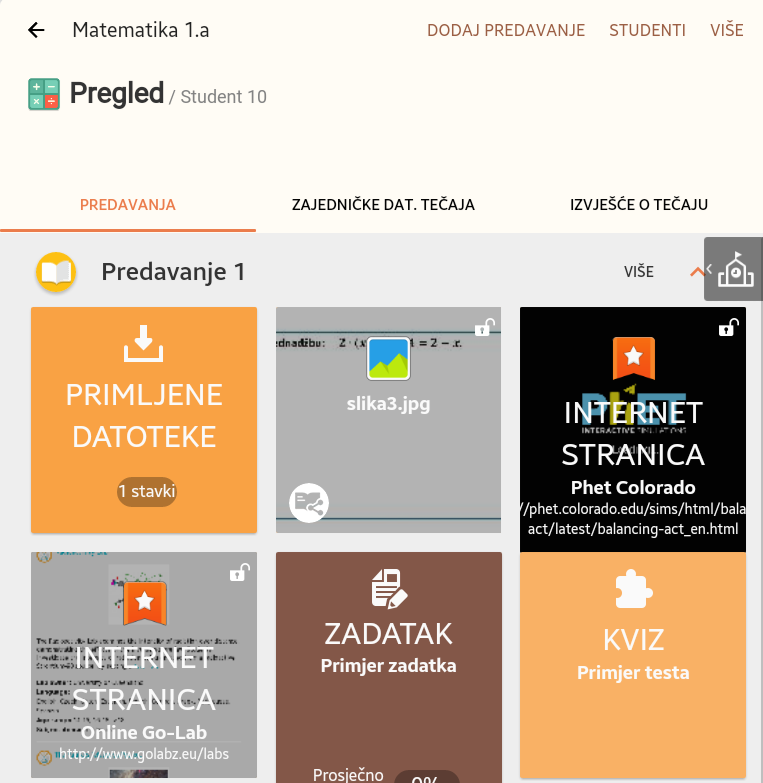 Matematika 1.a
DODAJ PREDAVANJE STUDENTI VIŠE
Pregled / Student 10
PREDAVANJA ZAJEDNIČKE DAT. TEČAJA IZVJEŠĆE O TEČAJU
Predavanje 1
VIŠE
PRIMLJENE
DATOTEKE
1 stavki
slika3.jpg
INTERNET
STRANICA
Phet Colorado
//phet.colorado.edu/sims/html/bala
act/latest/balancing-act_en.html
INTERNET
STRANICA
Online Go-Lab
http://www.golabz.eu/labs
ZADATAK
Primjer zadatka
Prosječno
0%
KVIZ
Primjer testa